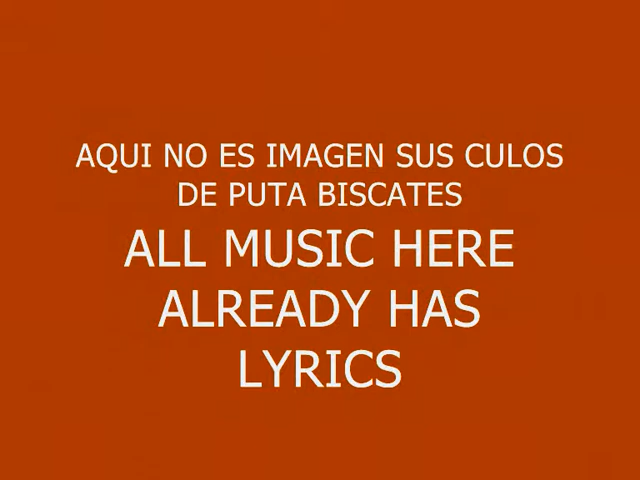 AQUI NO ES IMAGEN SUS CULOS
DE PUTA BISCATES
ALL MUSIC HERE
ALREADY HAS
LYRICS